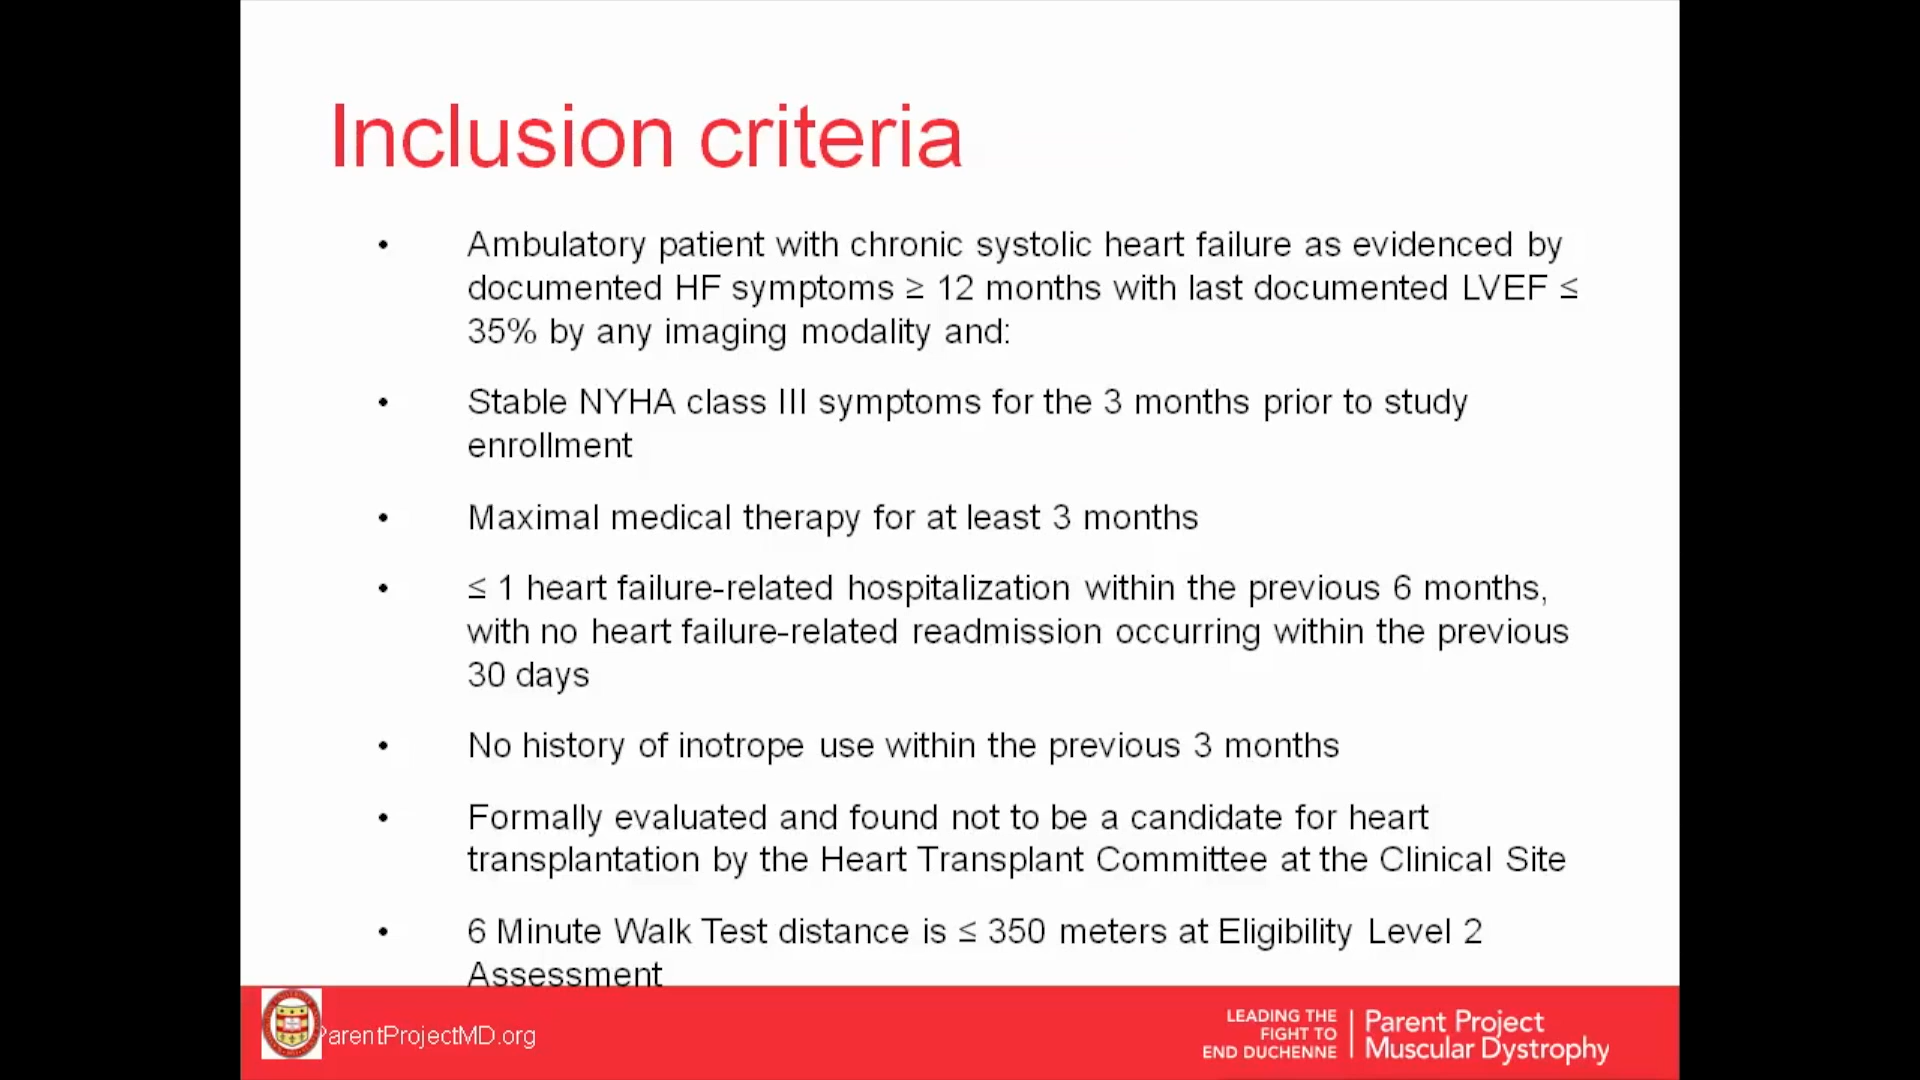 Inclusion criteria
• Ambulatory patient with chronic systolic heart failure as evidenced by
documented HF symptoms ≥ 12 months with last documented LVEF ≤
35% by any imaging modality and:
• Stable NYHA class III symptoms for the 3 months prior to study
enrollment
• Maximal medical therapy for at least 3 months
• ≤ 1 heart failure-related hospitalization within the previous 6 months,
with no heart failure-related readmission occurring within the previous
30 days
• No history of inotrope use within the previous 3 months
• Formally evaluated and found not to be a candidate for heart
transplantation by the Heart Transplant Committee at the Clinical Site
• 6 Minute Walk Test distance is ≤ 350 meters at Eligibility Level 2
Assessment
ParentProjectMD.org
LEADING THE
FIGHT TO
END DUCHENNE
Parent Project
Muscular Dystrophy